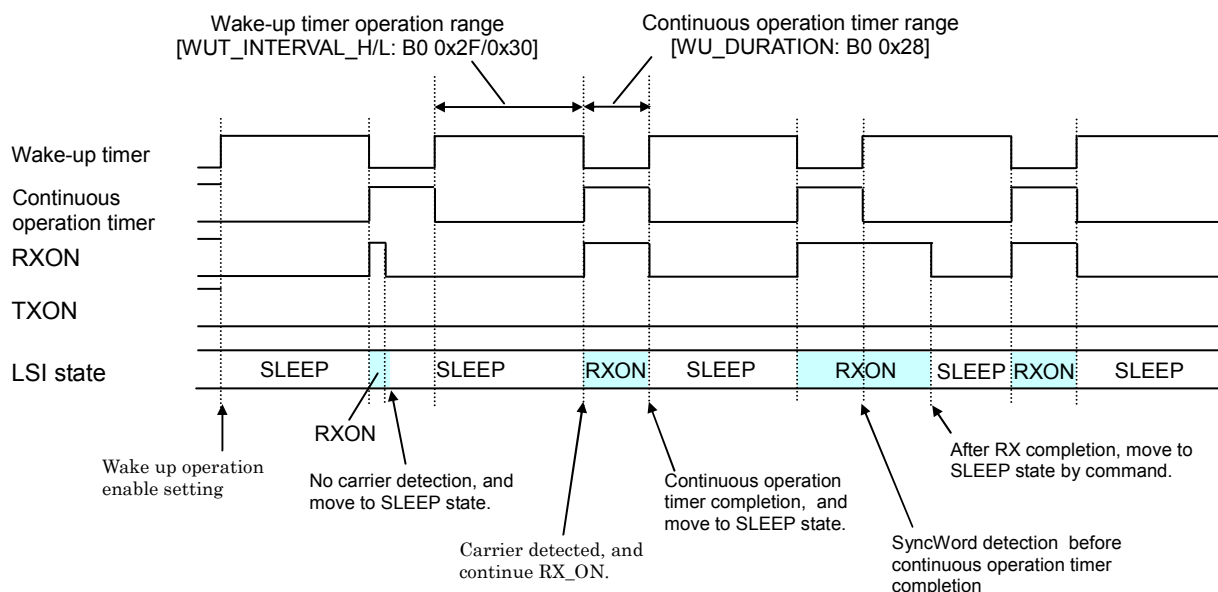 Wake-up timer operation range
[WUT_INTERVAL_H/L: B0 0x2F/0x30]
Continuous operation timer range
[WU_DURATION: B0 0x28]
Wake-up timer
Continuous
operation timer
RXON
TXON
LSI state
SLEEP
SLEEP
RXON
SLEEP
RXON
SLEEP
RXON
SLEEP
RXON
Wake up operation
enable setting
No carrier detection, and
move to SLEEP state.
Carrier detected, and
continue RX_ON.
Continuous operation
timer completion,  and
move to SLEEP state.
After RX completion, move to
SLEEP state by command.
SyncWord detection  before
continuous operation timer
completion